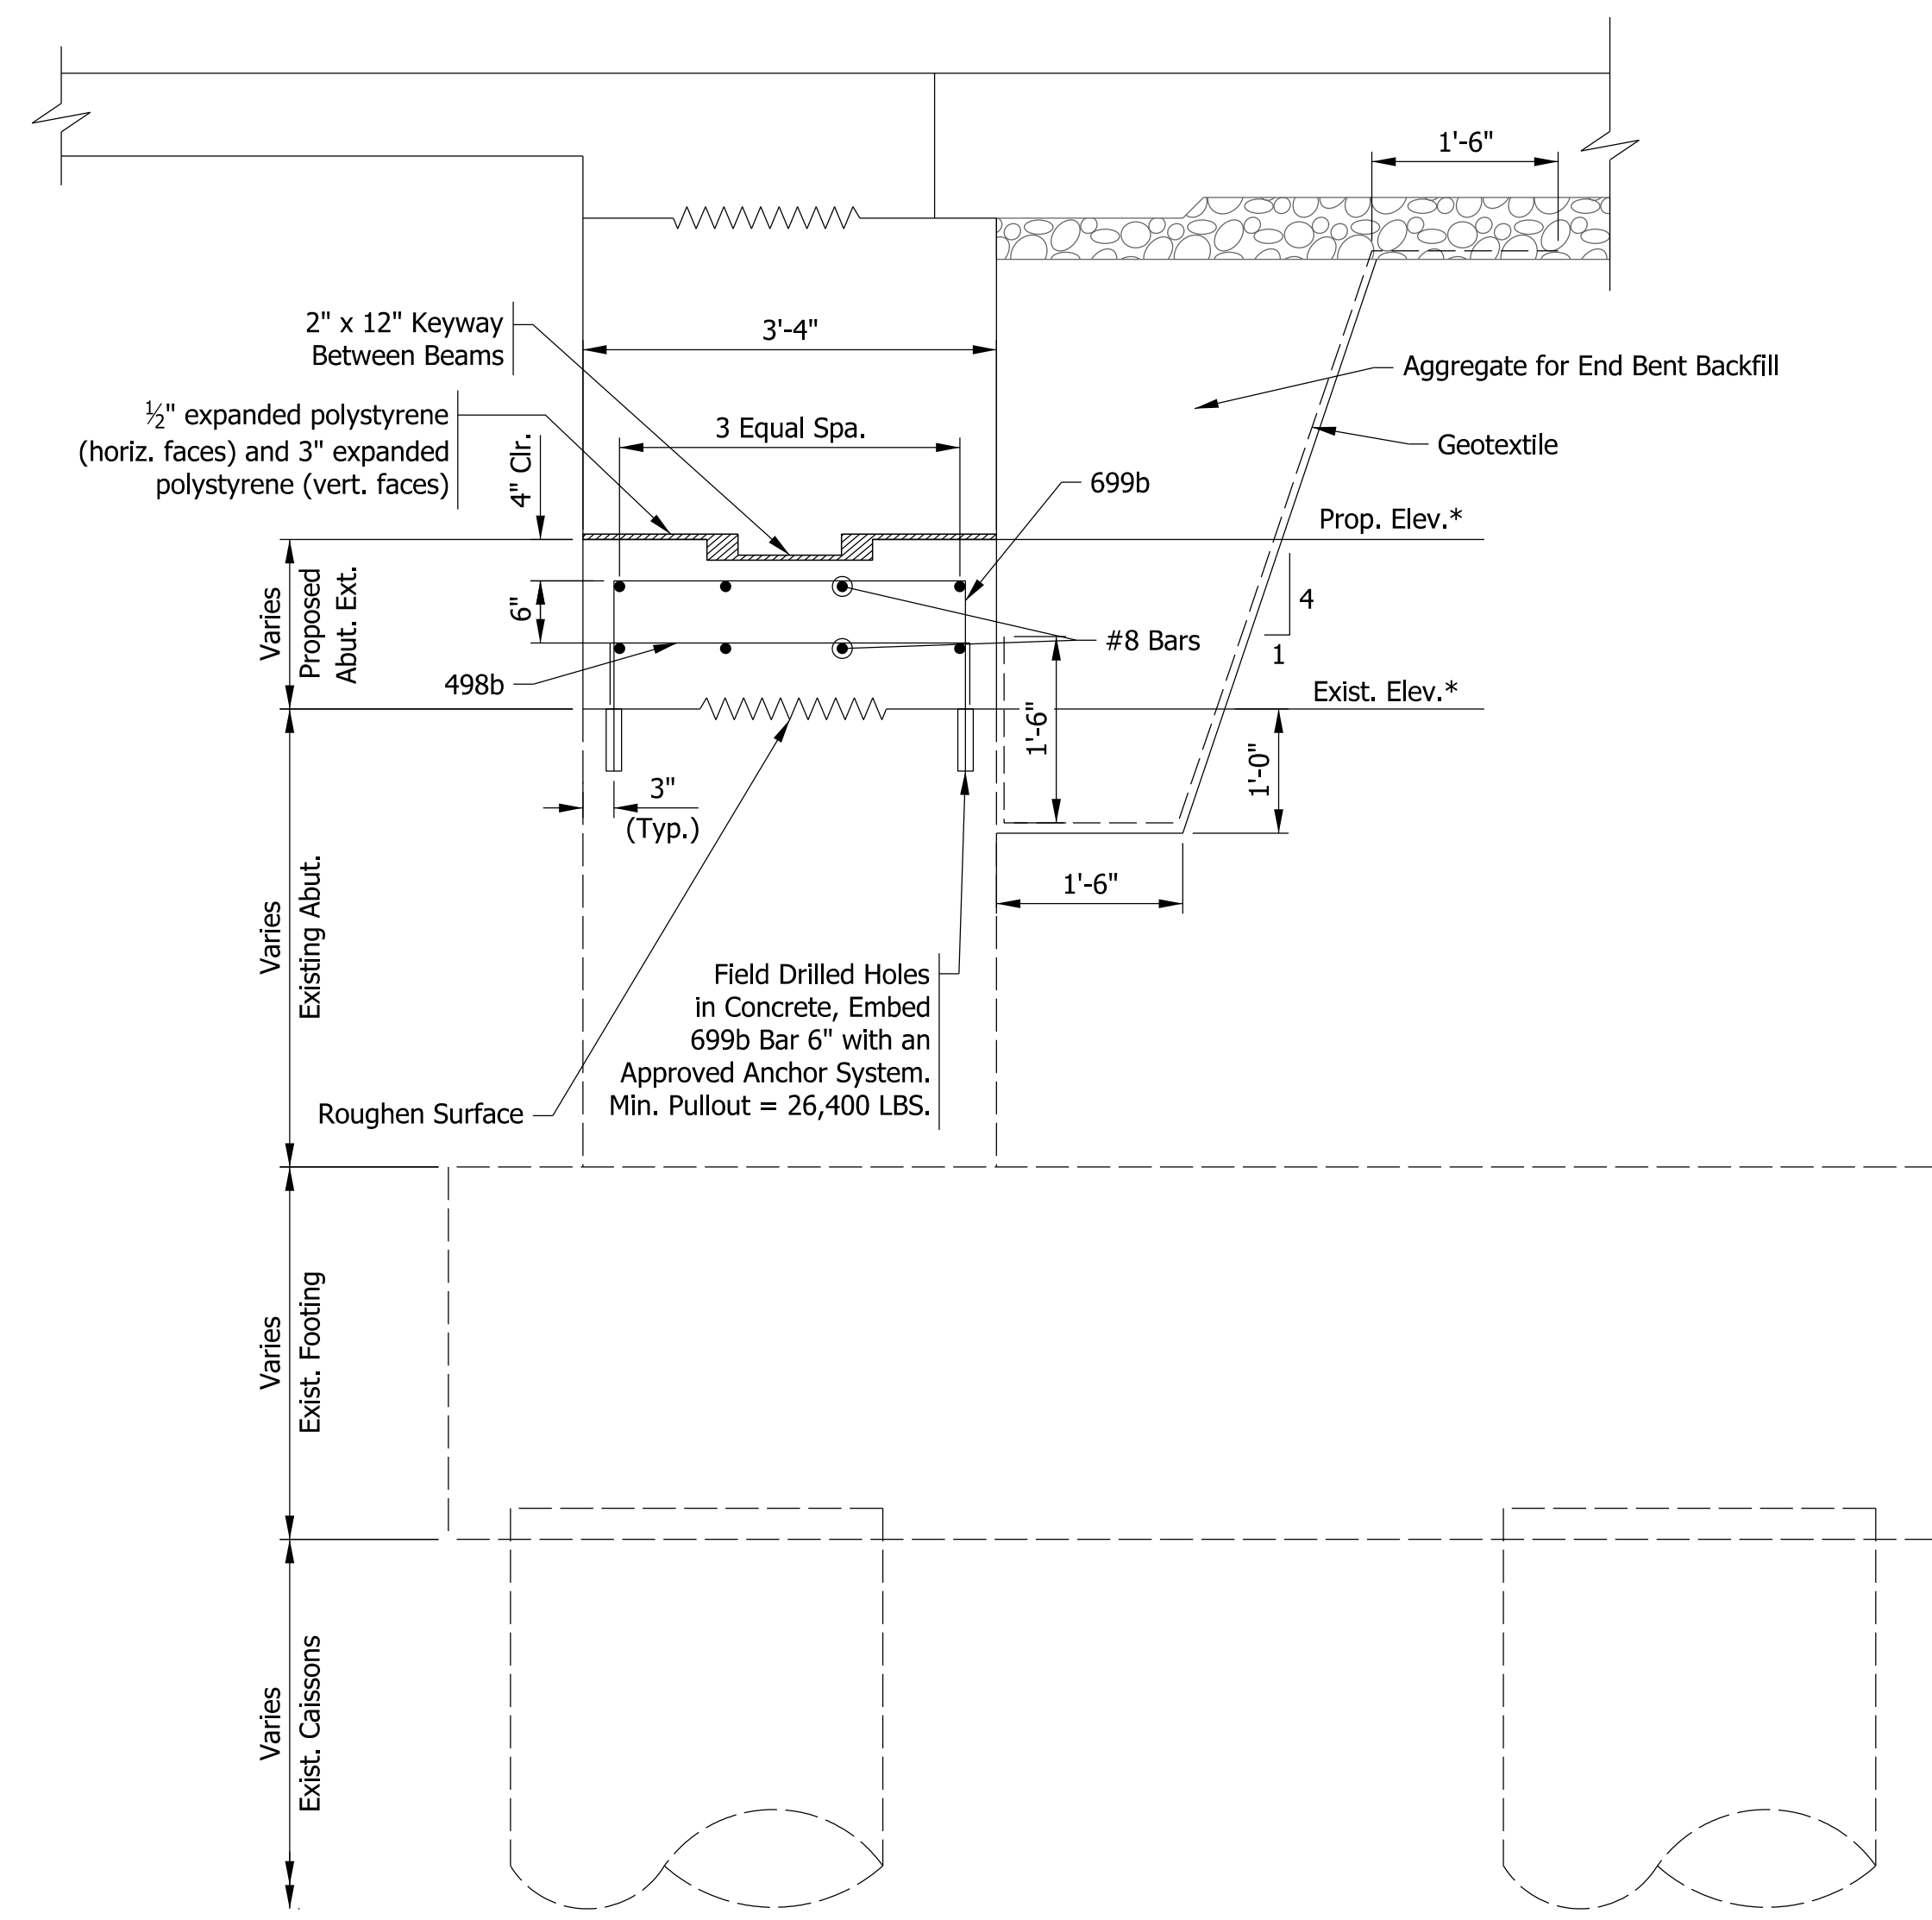 1'-6"
2" x 12" Keyway
Between Beams
3'-4"
Aggregate for End Bent Backfill
½" expanded polystyrene
(horiz. faces) and 3" expanded
polystyrene (vert. faces)
3 Equal Spa.
4" Clr.
Geotextile
699b
Prop. Elev.*
Varies
Proposed
Abut. Ext.
6"
4
1
#8 Bars
498b
Exist. Elev.*
1'-6"
1'-0"
3"
(Typ.)
1'-6"
Varies
Existing Abut.
Field Drilled Holes
in Concrete, Embed
699b Bar 6" with an
Approved Anchor System.
Min. Pullout = 26,400 LBS.
Roughen Surface
Varies
Exist. Footing
Varies
Exist. Caissons